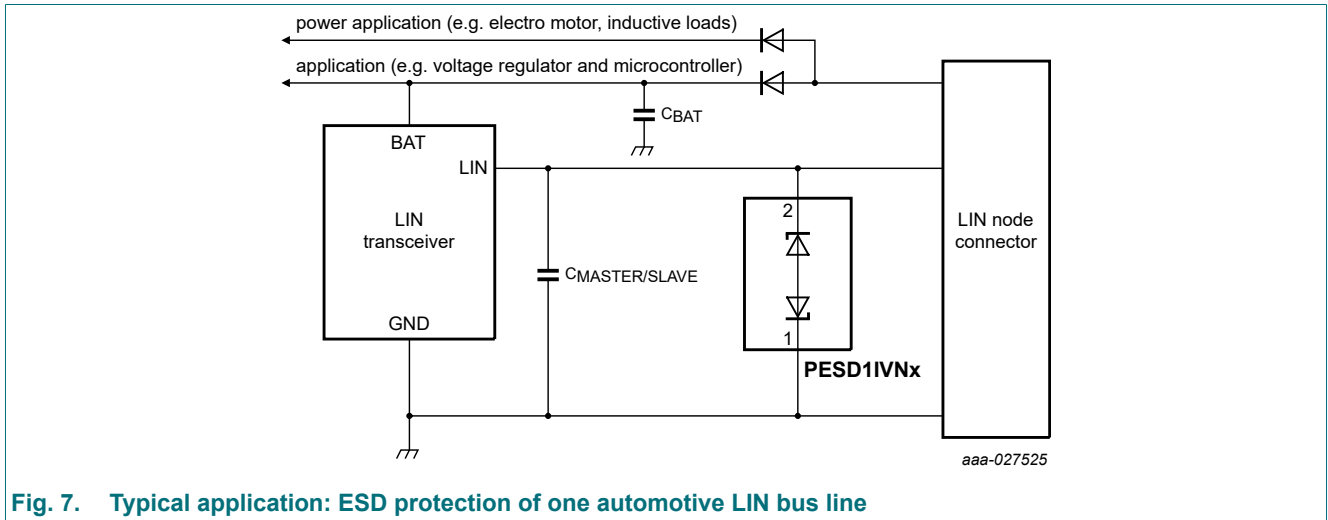 power application (e.g. electro motor, inductive loads)
application (e.g. voltage regulator and microcontroller)
CBAT
BAT
LIN
LIN
transceiver
GND
CMASTER/SLAVE
2
1
PESD1IVNx
LIN node
connector
aaa-027525
Fig. 7. Typical application: ESD protection of one automotive LIN bus line